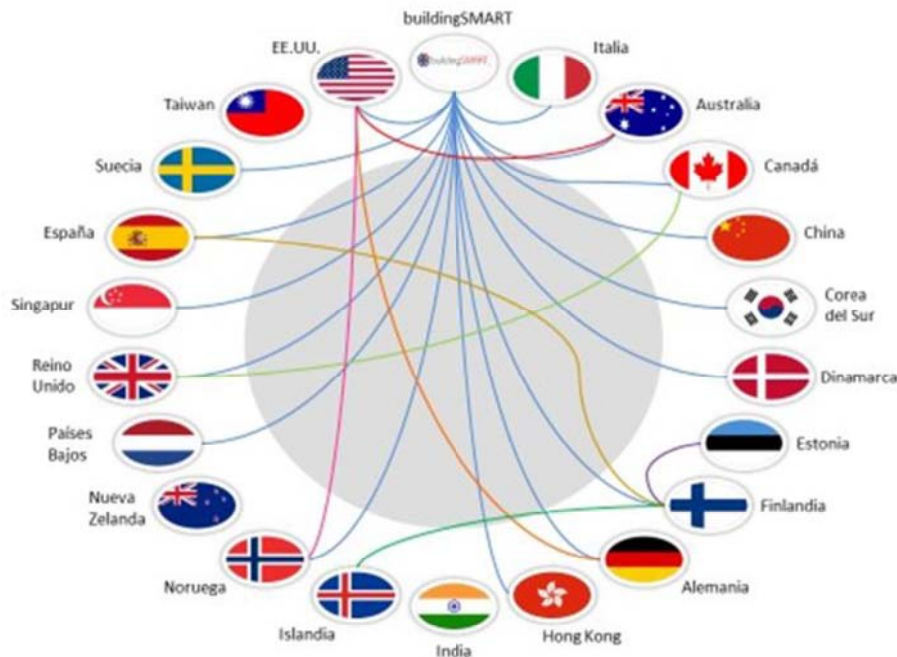 buildingSMART
EE.UU.
buildingSMART
Italia
Taiwan
Australia
Suecia
Canadá
España
China
Singapur
Corea
del Sur
Reino
Unido
Dinamarca
Países
Bajos
Estonia
Nueva
Zelanda
Finlandia
Noruega
Alemania
Islandia
Hong Kong
India